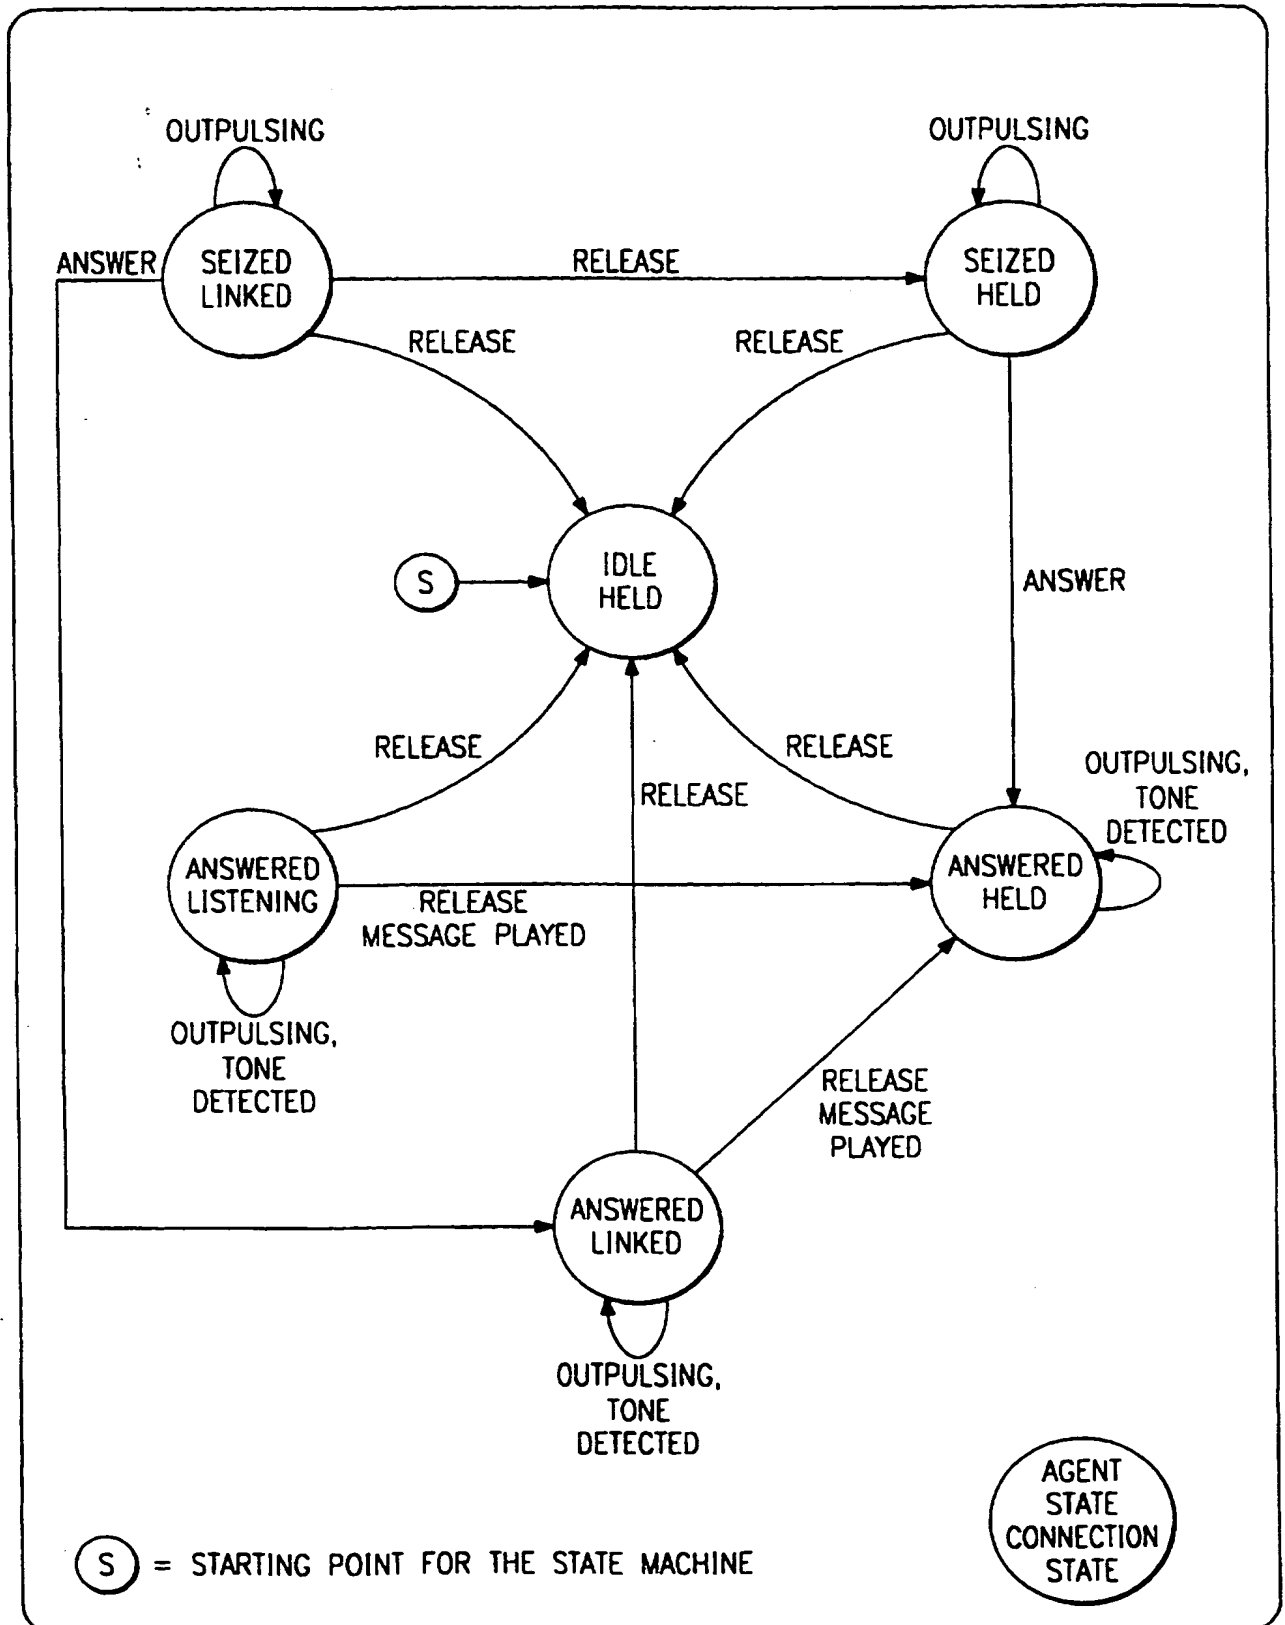 OUTPULSING
OUTPULSING
ANSWER
SEIZED
LINKED
RELEASE
SEIZED
HELD
RELEASE
RELEASE
S
IDLE
HELD
ANSWER
RELEASE
RELEASE
RELEASE
OUTPULSING,
TONE
DETECTED
ANSWERED
LISTENING
RELEASE
MESSAGE PLAYED
ANSWERED
HELD
OUTPULSING,
TONE
DETECTED
RELEASE
MESSAGE
PLAYED
ANSWERED
LINKED
OUTPULSING,
TONE
DETECTED
AGENT
STATE
CONNECTION
STATE
S = STARTING POINT FOR THE STATE MACHINE